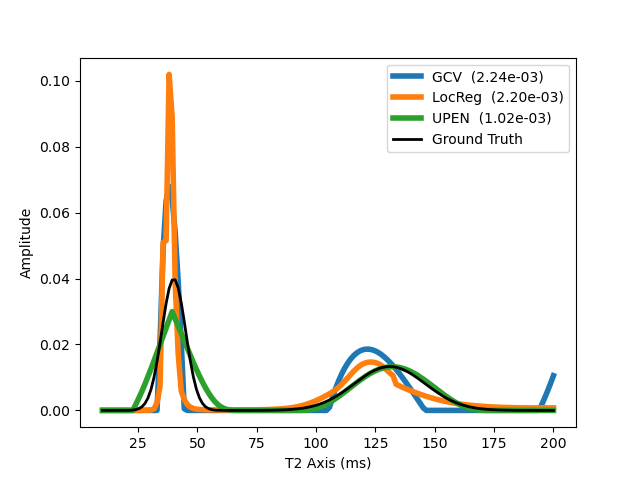 GCV (2.24e-03)
LocReg (2.20e-03)
UPEN (1.02e-03)
Ground Truth
Amplitude
0.10
0.08
0.06
0.04
0.02
0.00
25 50 75 100 125 150 175 200
T2 Axis (ms)